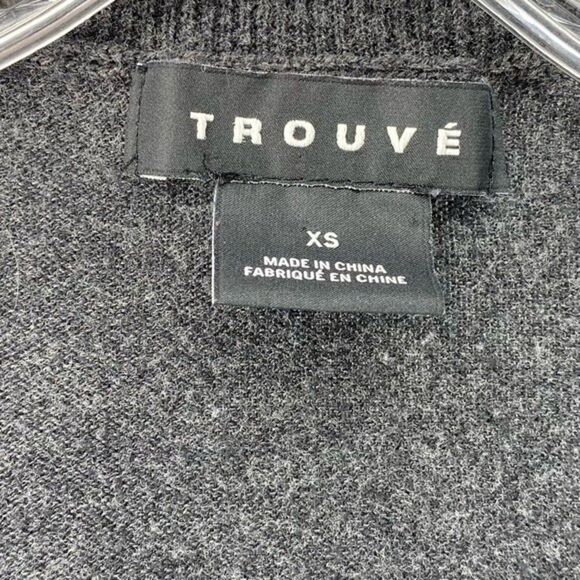 TROUVÉ
XS
MADE IN CHINA
FABRIQUÉ EN CHINE